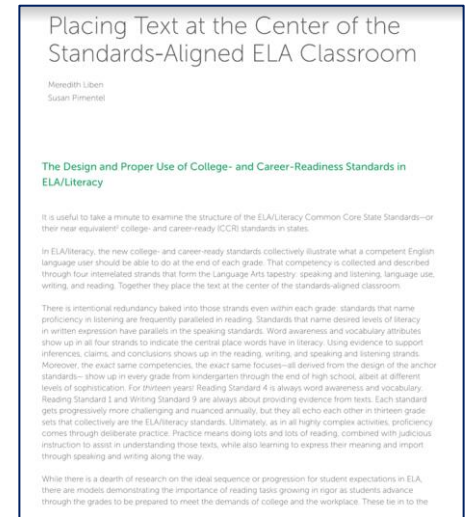 Placing Text at the Center of the
Standards-Aligned ELA Classroom
Meredith Liben
Susan Pimentel
The Design and Proper Use of College- and Career-Readiness Standards in
ELA/Literacy
It is useful to take a minute to examine the structure of the ELA/Literacy Common Core State Standards—or
their near equivalent¹ college- and career-ready (CCR) standards in states.
In ELA/literacy, the new college- and career-ready standards collectively illustrate what a competent English
language user should be able to do at the end of each grade. That competency is collected and described
through four interrelated strands that form the Language Arts tapestry: speaking and listening, language use,
writing, and reading. Together they place the text at the center of the standards-aligned classroom.
There is intentional redundancy baked into those strands even within each grade: standards that name
proficiency in listening are frequently paralleled in reading. Standards that name desired levels of literacy
in written expression have parallels in the speaking standards. Word awareness and vocabulary attributes
show up in all four strands to indicate the central place words have in literacy. Using evidence to support
inferences, claims, and conclusions shows up in the reading, writing, and speaking and listening strands.
Moreover, the exact same competencies, the exact same focuses—all derived from the design of the anchor
standards— show up in every grade from kindergarten through the end of high school, albeit at different
levels of sophistication. For thirteen years! Reading Standard 4 is always word awareness and vocabulary.
Reading Standard 1 and Writing Standard 9 are always about providing evidence from texts. Each standard
gets progressively more challenging and nuanced annually, but they all echo each other in thirteen grade
sets that collectively are the ELA/literacy standards. Ultimately, as in all highly complex activities, proficiency
comes through deliberate practice. Practice means doing lots and lots of reading, combined with judicious
instruction to assist in understanding those texts, while also learning to express their meaning and import
through speaking and writing along the way.
While there is a dearth of research on the ideal sequence or progression for student expectations in ELA,
there are models demonstrating the importance of reading tasks growing in rigor as students advance
through the grades to be prepared to meet the demands of college and the workplace. These tie in to the